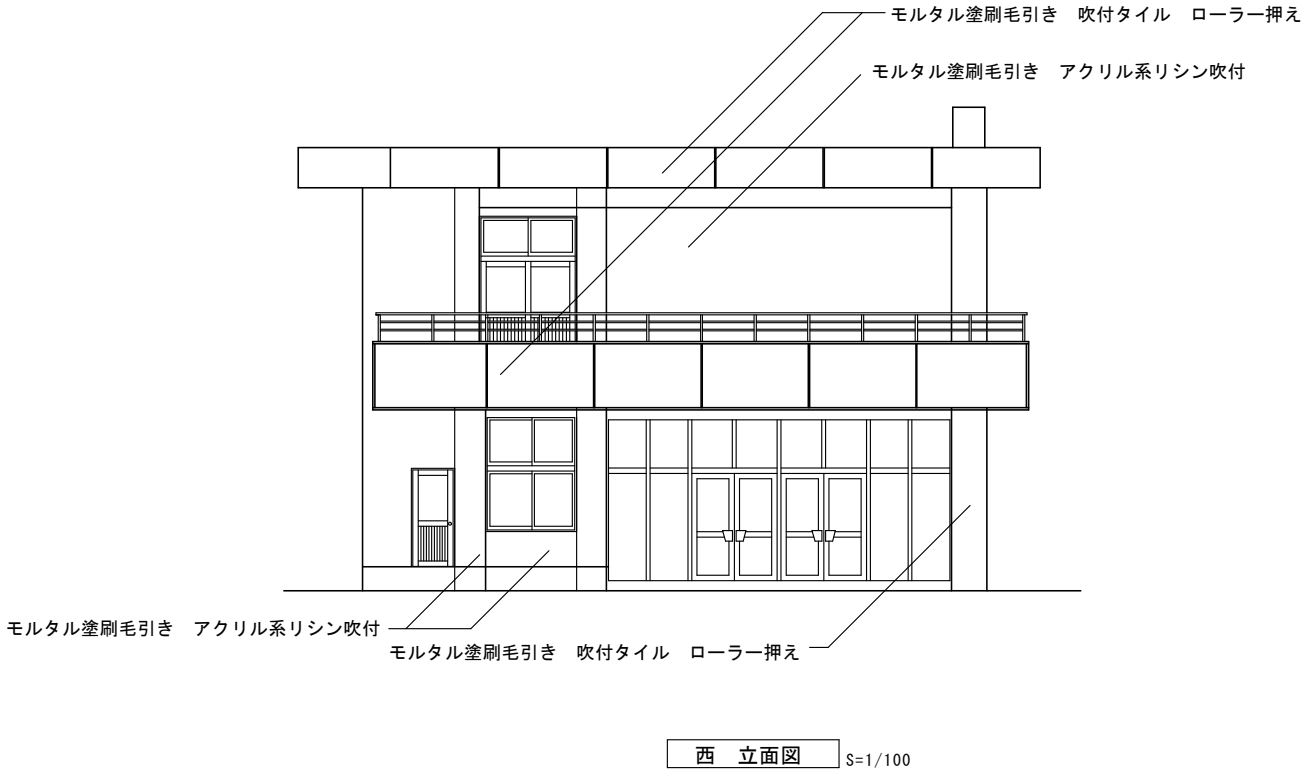 モルタル塗刷毛引き　吹付タイル　ローラー押え
モルタル塗刷毛引き　アクリル系リシン吹付
モルタル塗刷毛引き　アクリル系リシン吹付
モルタル塗刷毛引き　吹付タイル　ローラー押え
西　立面図 S=1/100